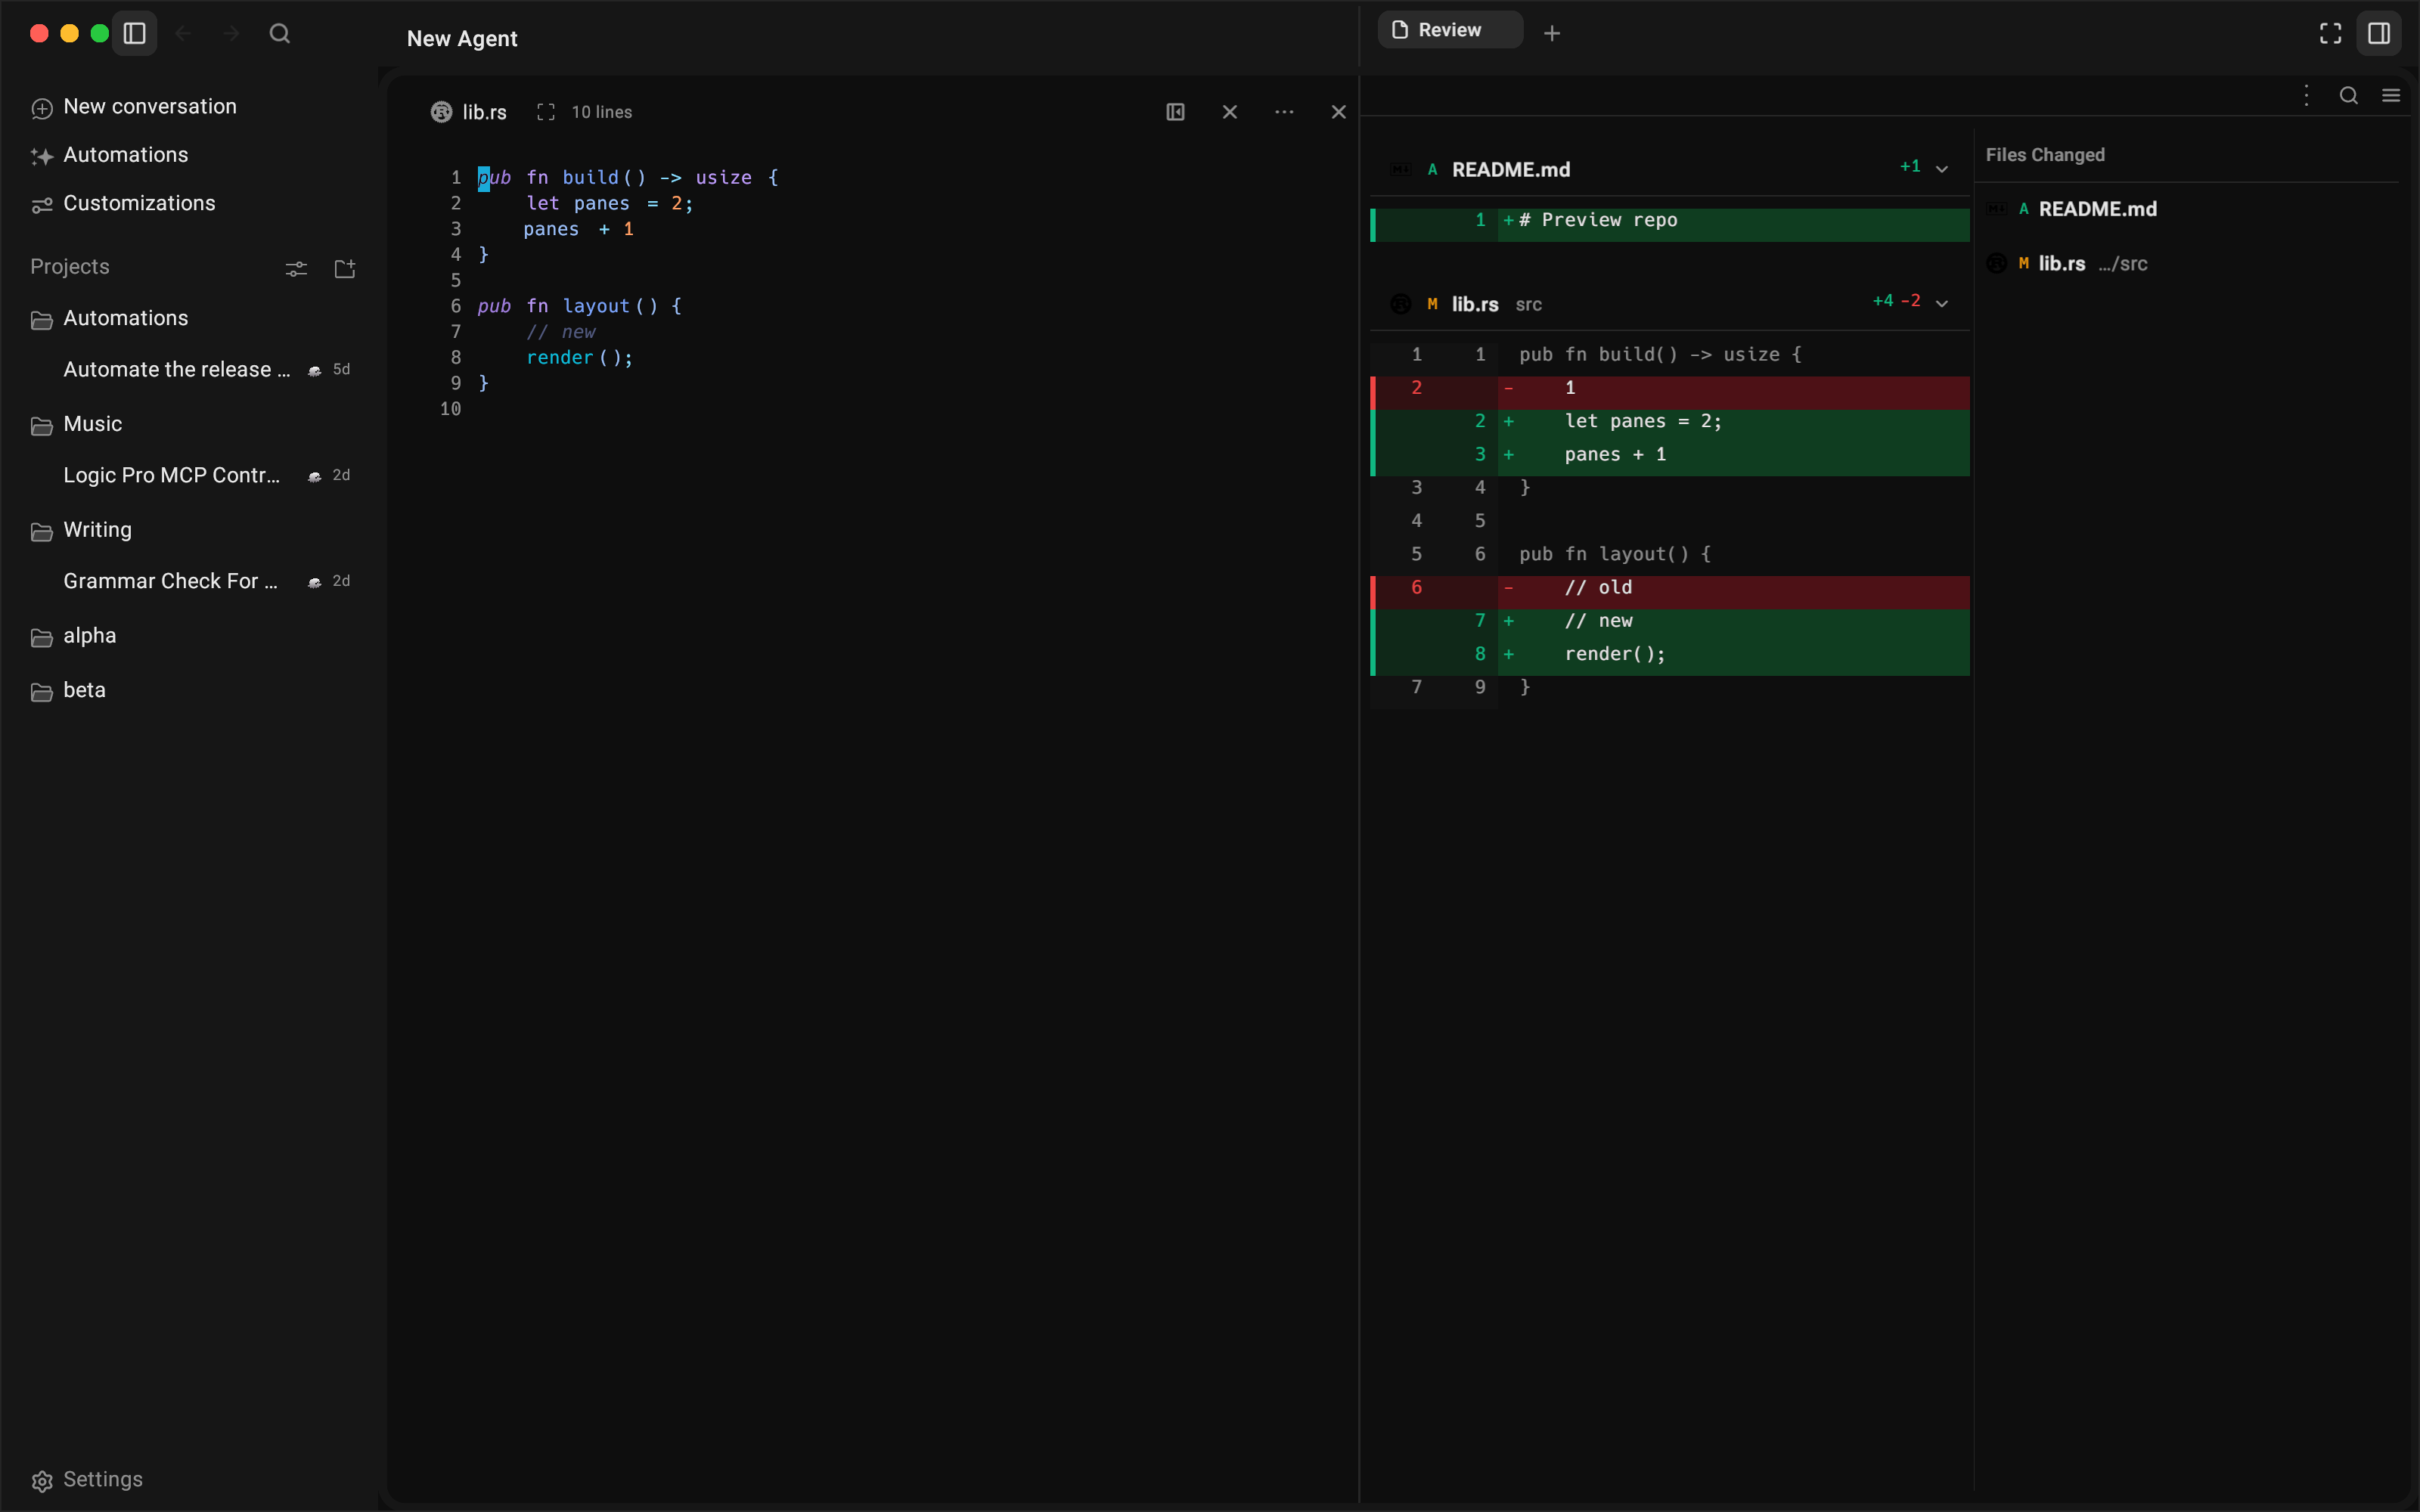 New Agent
Review
New conversation
Automations
Customizations
Projects
Automations
Automate the release ... 5d
Music
Logic Pro MCP Contr... 2d
Writing
Grammar Check For ... 2d
alpha
beta
Settings
lib.rs 10 lines
1 pub fn build() -> usize {
2     let panes = 2;
3     panes + 1
4 }
5
6 pub fn layout() {
7     // new
8     render();
9 }
10
A README.md +1
1 +# Preview repo
M lib.rs src +4 -2
1 1 pub fn build() -> usize {
2 -    1
2 +    let panes = 2;
3 +    panes + 1
3 4 }
4 5
5 6 pub fn layout() {
6 -    // old
7 +    // new
8 +    render();
7 9 }
Files Changed
A README.md
M lib.rs .../src